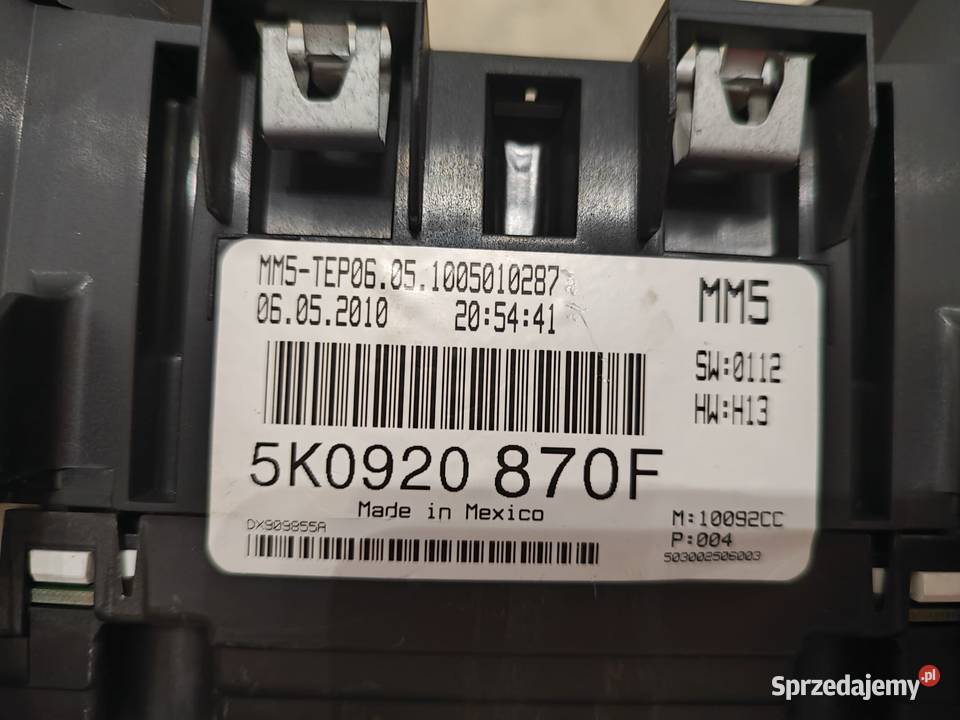 MM5-TEP06.05.1005010287
06.05.2010 20:54:41
MM5
SW:0112
HW:H13
5K0920 870F
Made in Mexico
DX909855A
M:10092CC
P:004
503002506003
Sprzedajemy.pl